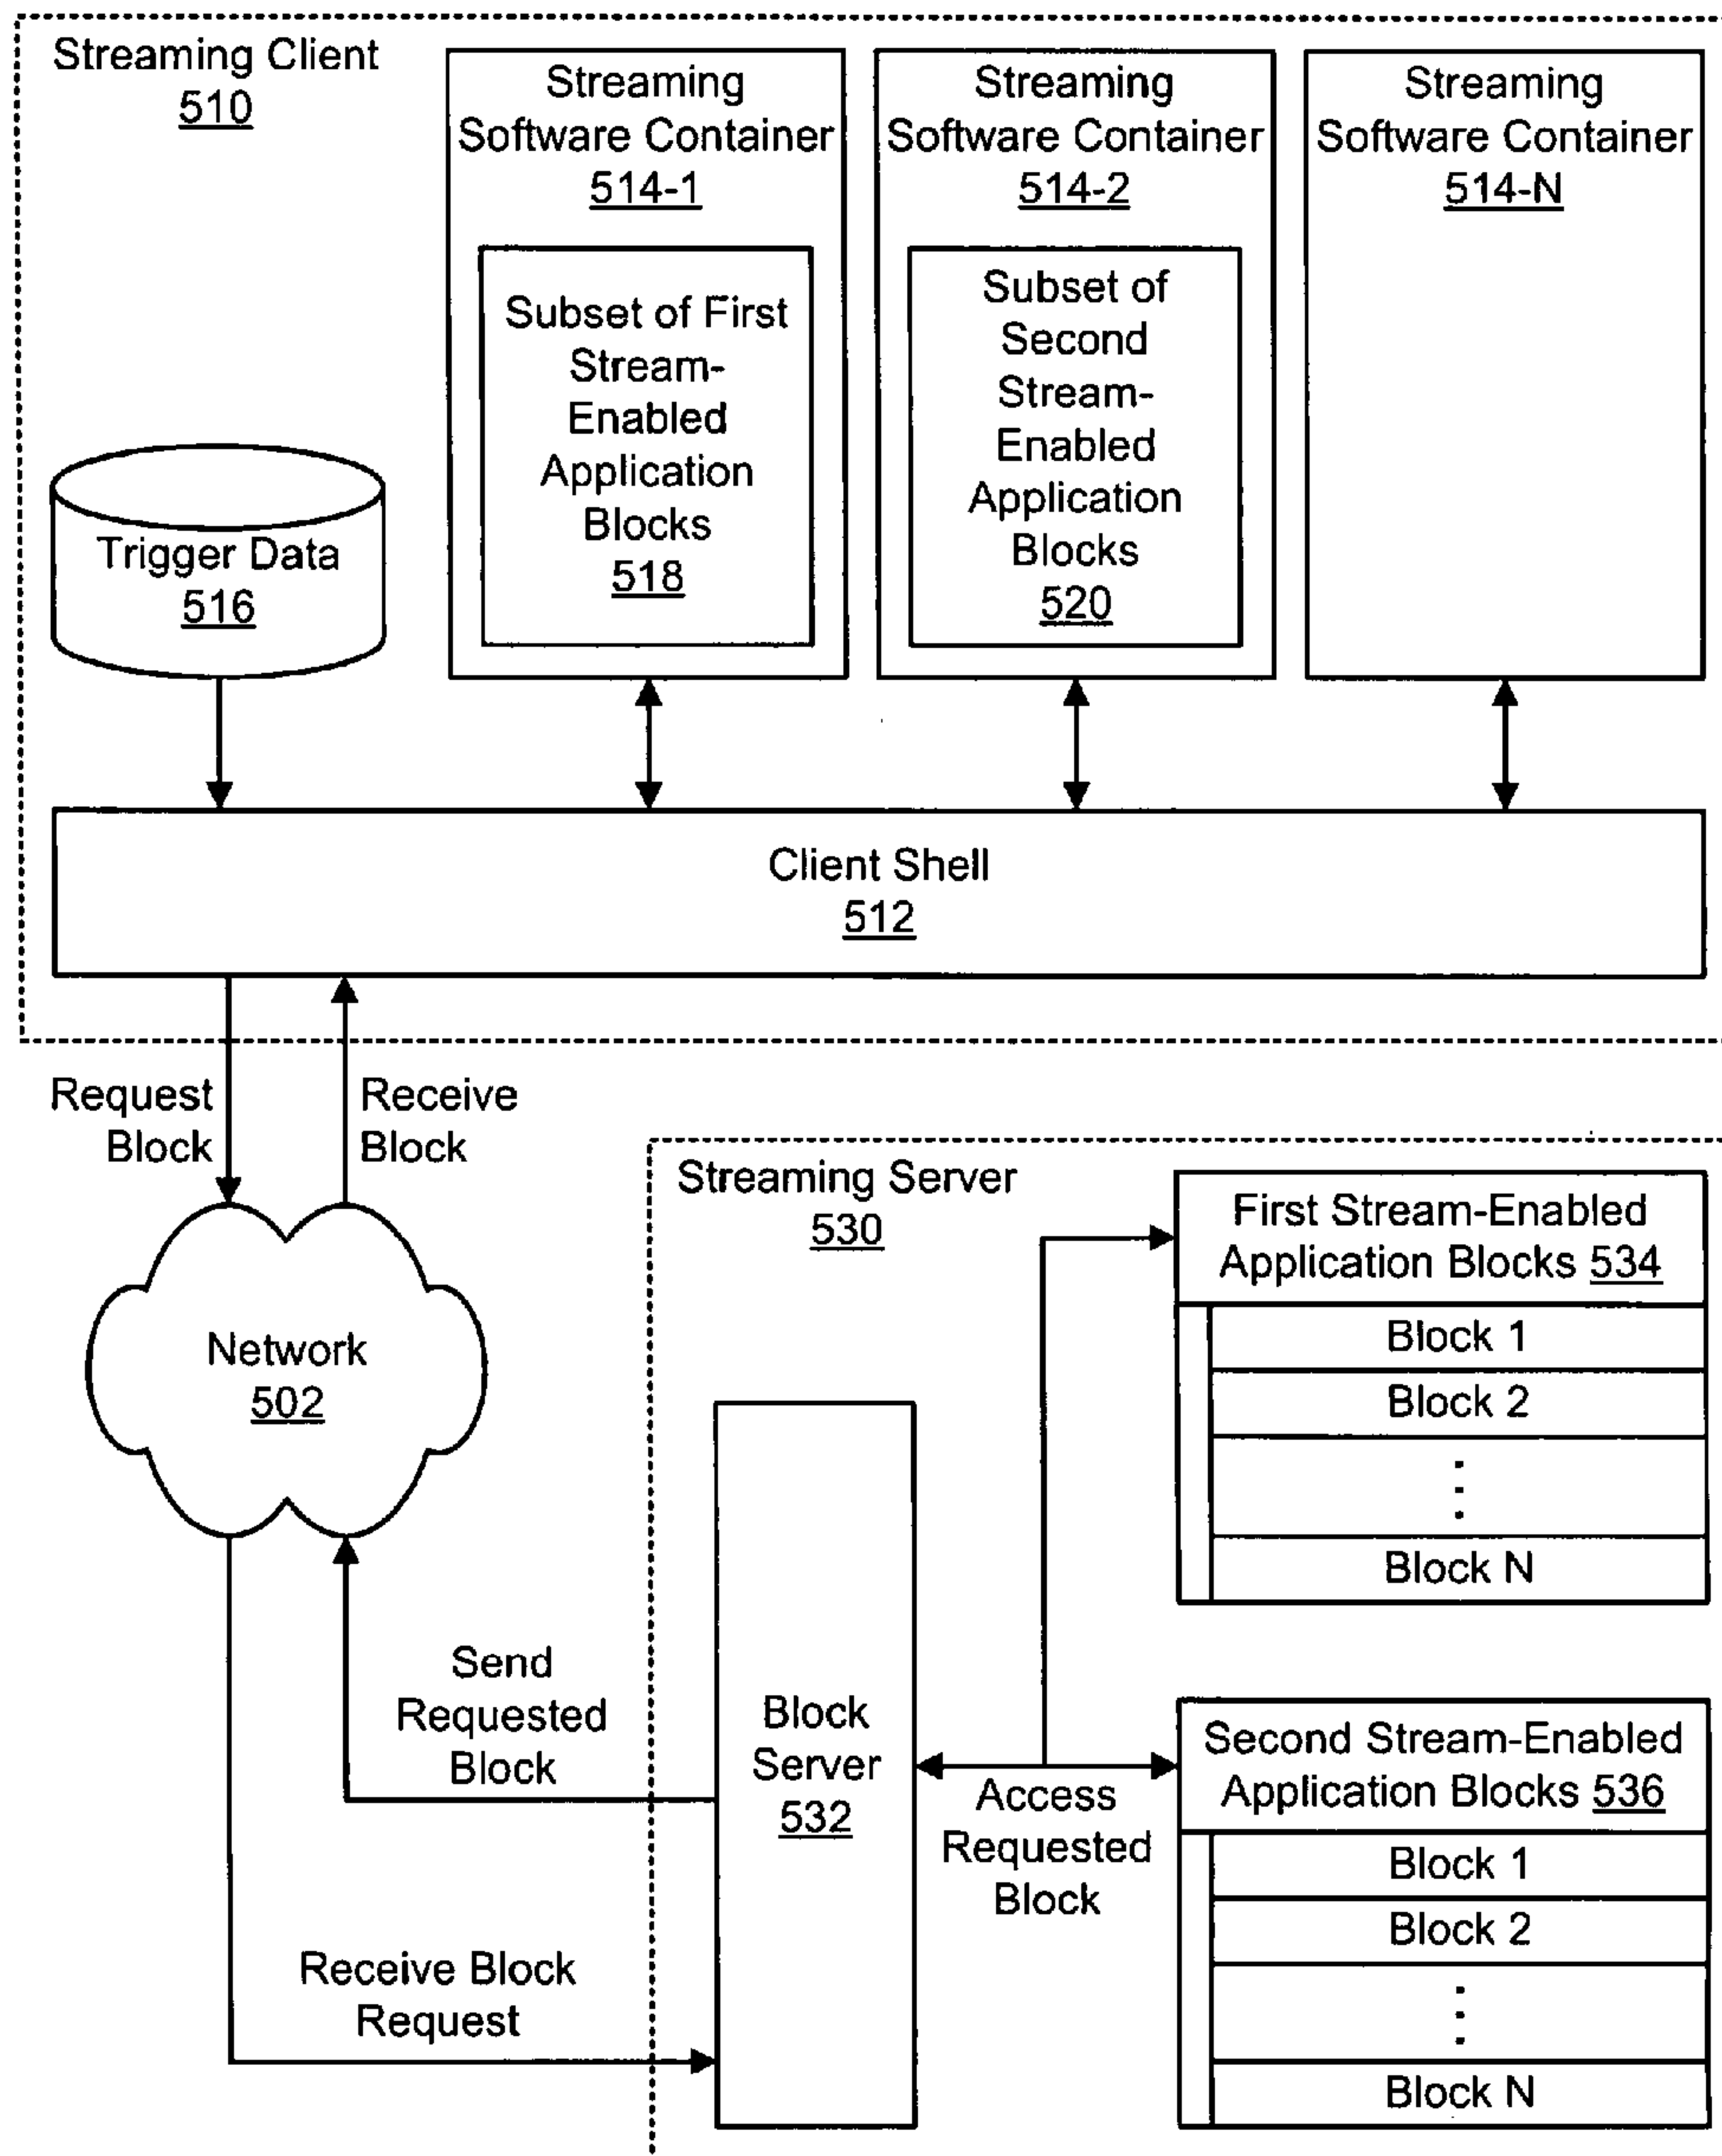 Streaming Client
510
Streaming
Software Container
514-1
Subset of First
Stream-
Enabled
Application
Blocks
518
Streaming
Software Container
514-2
Subset of
Second
Stream-
Enabled
Application
Blocks
520
Streaming
Software Container
514-N
Trigger Data
516
Client Shell
512
Request
Block
Receive
Block
Network
502
Streaming Server
530
First Stream-Enabled
Application Blocks 534
Block 1
Block 2
Block N
Send
Requested
Block
Block
Server
532
Access
Requested
Block
Second Stream-Enabled
Application Blocks 536
Block 1
Block 2
Block N
Receive Block
Request